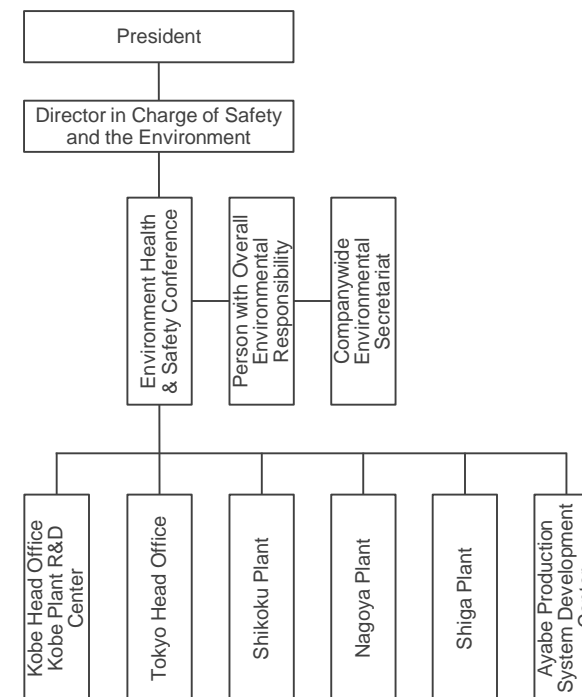 President
Director in Charge of Safety
and the Environment
Environment Health
& Safety Conference
Person with Overall
Environmental
Responsibility
Companywide
Environmental
Secretariat
Kobe Head Office
Kobe Plant R&D
Center
Tokyo Head Office
Shikoku Plant
Nagoya Plant
Shiga Plant
Ayabe Production
System Development